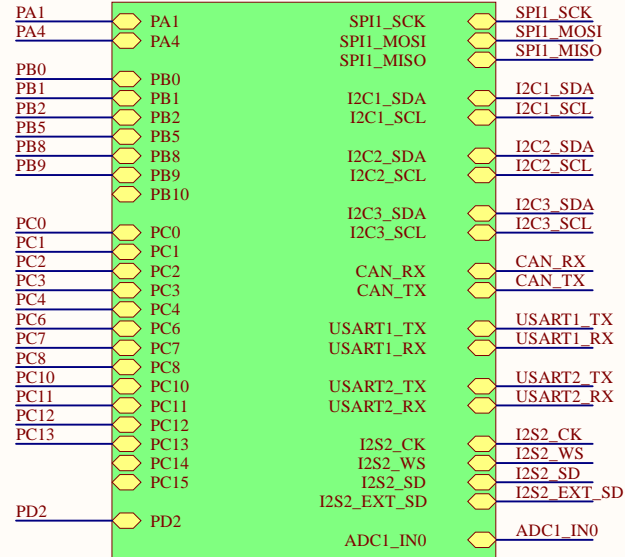 PA1 PA1 SPI1_SCK SPI1_SCK
PA4 PA4 SPI1_MOSI SPI1_MOSI
SPI1_MISO SPI1_MISO
PB0 PB0
PB1 PB1 I2C1_SDA I2C1_SDA
PB2 PB2 I2C1_SCL I2C1_SCL
PB5 PB5
PB8 PB8 I2C2_SDA I2C2_SDA
PB9 PB9 I2C2_SCL I2C2_SCL
PB10
I2C3_SDA I2C3_SDA
PC0 PC0 I2C3_SCL I2C3_SCL
PC1 PC1
PC2 PC2 CAN_RX CAN_RX
PC3 PC3 CAN_TX CAN_TX
PC4 PC4
PC6 PC6 USART1_TX USART1_TX
PC7 PC7 USART1_RX USART1_RX
PC8 PC8
PC10 PC10 USART2_TX USART2_TX
PC11 PC11 USART2_RX USART2_RX
PC12 PC12
PC13 PC13 I2S2_CK I2S2_CK
PC14 I2S2_WS I2S2_WS
PC15 I2S2_SD I2S2_SD
I2S2_EXT_SD I2S2_EXT_SD
PD2 PD2
ADC1_IN0 ADC1_IN0